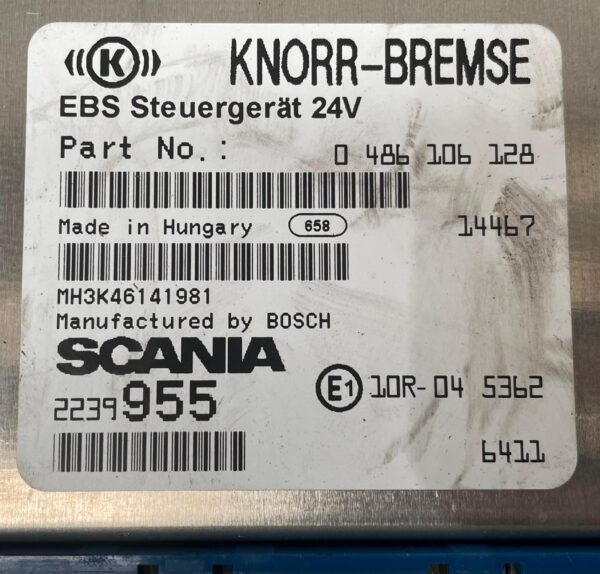 ((K)) KNORR-BREMSE
EBS Steuergerät 24V
Part No.: 0 486 106 128
Made in Hungary 658 14467
MH3K46141981
Manufactured by BOSCH
SCANIA
2239955 E1 10R-04 5362
6411